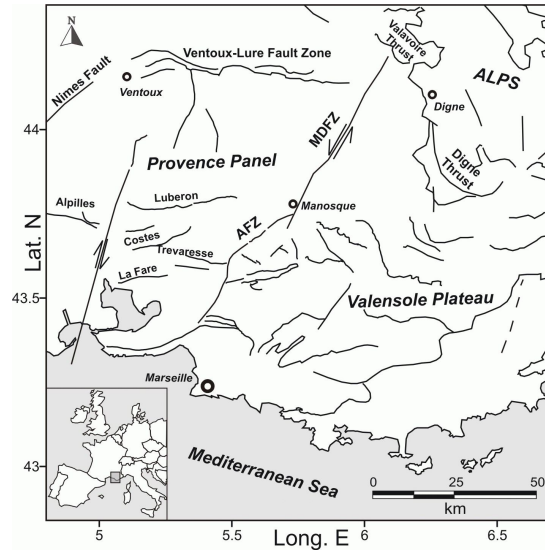 N
Nimes Fault
Ventoux-Lure Fault Zone
Valavoire
Thrust
ALPS
Ventoux
Digne
44
MDFZ
Provence Panel
Digne
Thrust
Alpilles
Luberon
Manosque
AFZ
Costes
Trevaresse
La Fare
Lat. N
43.5
Valensole Plateau
Marseille
43
Mediterranean Sea
0 25 50
km
5 5.5 6 6.5
Long. E